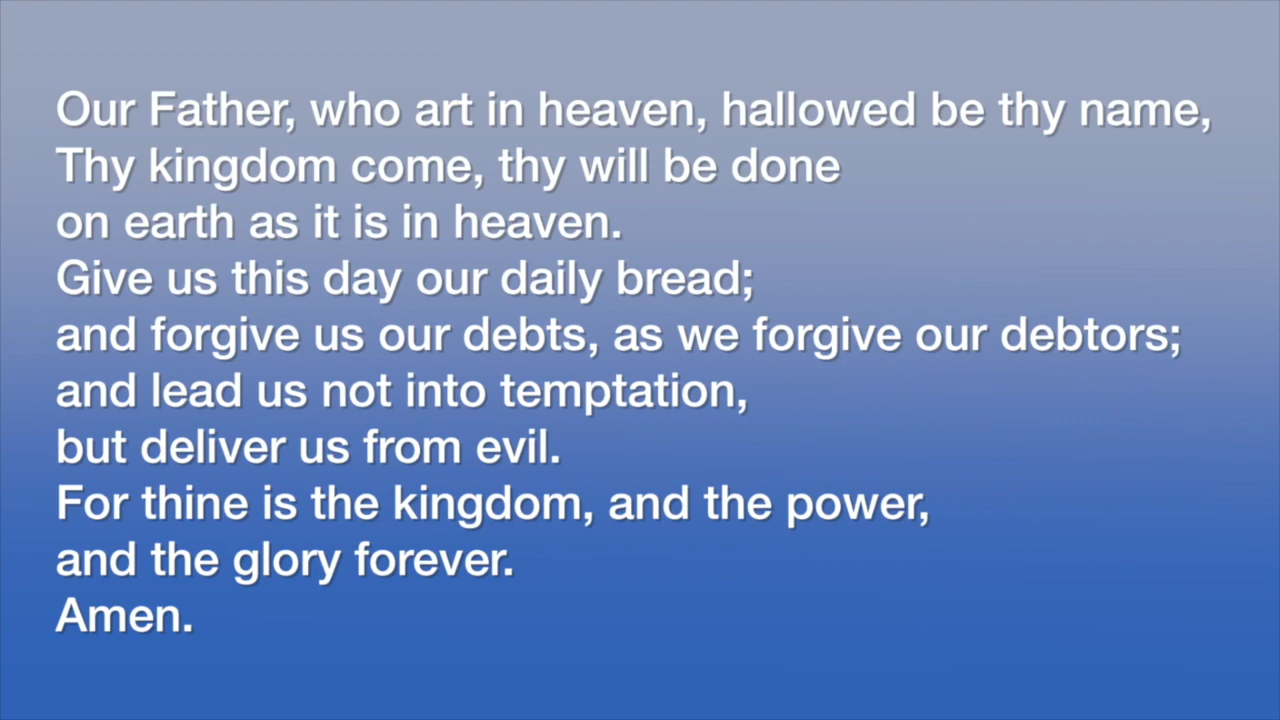 Our Father, who art in heaven, hallowed be thy name,
Thy kingdom come, thy will be done
on earth as it is in heaven.
Give us this day our daily bread;
and forgive us our debts, as we forgive our debtors;
and lead us not into temptation,
but deliver us from evil.
For thine is the kingdom, and the power,
and the glory forever.
Amen.